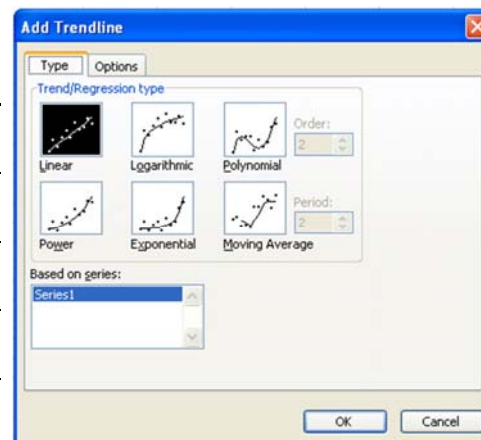 Add Trendline
Type Options
Trend/Regression type
Linear Logarithmic Polynomial Order: 2
Power Exponential Moving Average Period: 2
Based on series:
Series1
OK Cancel